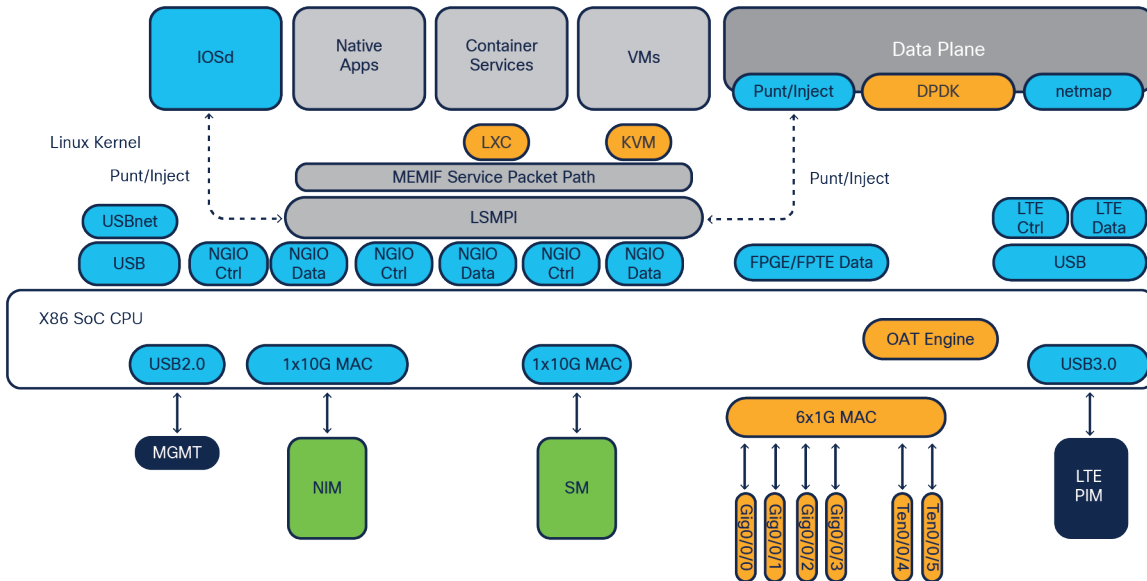 IOSd
Native
Apps
Container
Services
VMs
Data Plane
Punt/Inject
DPDK
netmap
Linux Kernel
LXC
KVM
Punt/Inject
MEMIF Service Packet Path
Punt/Inject
USBnet
LSMPI
LTE
Ctrl
LTE
Data
USB
NGIO
Ctrl
NGIO
Data
NGIO
Ctrl
NGIO
Data
NGIO
Ctrl
NGIO
Data
FPGE/FPTE Data
USB
X86 SoC CPU
OAT Engine
USB2.0
1x10G MAC
1x10G MAC
USB3.0
6x1G MAC
MGMT
NIM
SM
LTE
PIM
Gig0/0/0
Gig0/0/1
Gig0/0/2
Gig0/0/3
Ten0/0/4
Ten0/0/5